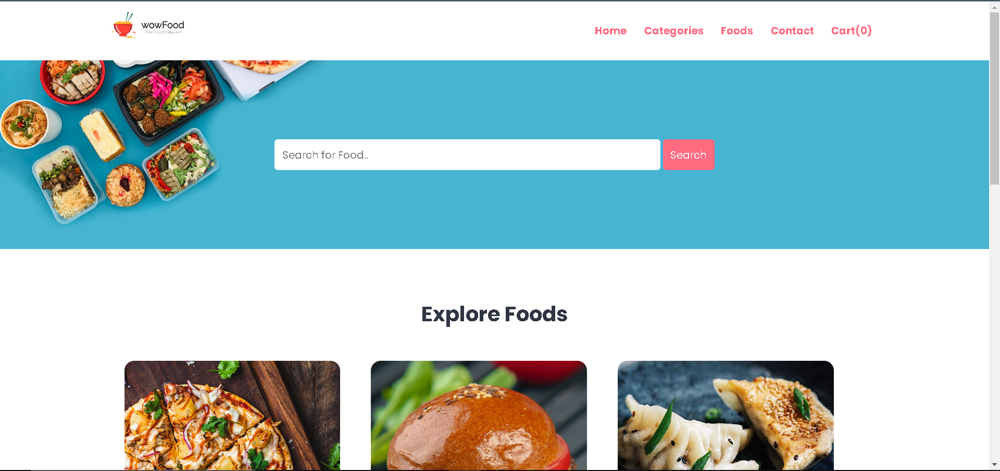 wowFood
The Food Heaven
Home Categories Foods Contact Cart(0)
Search for Food..
Search
Explore Foods